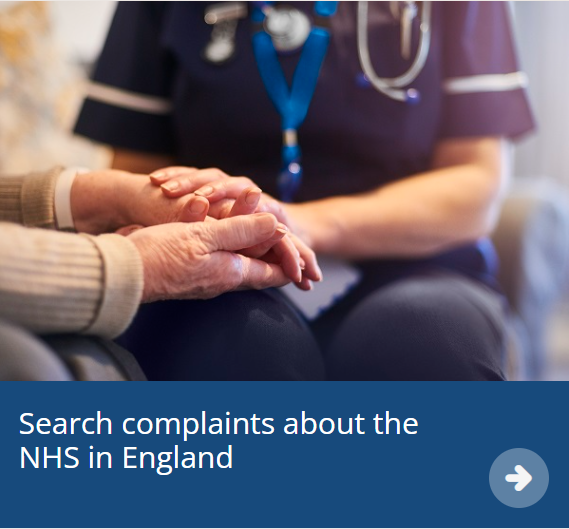 Search complaints about the
NHS in England